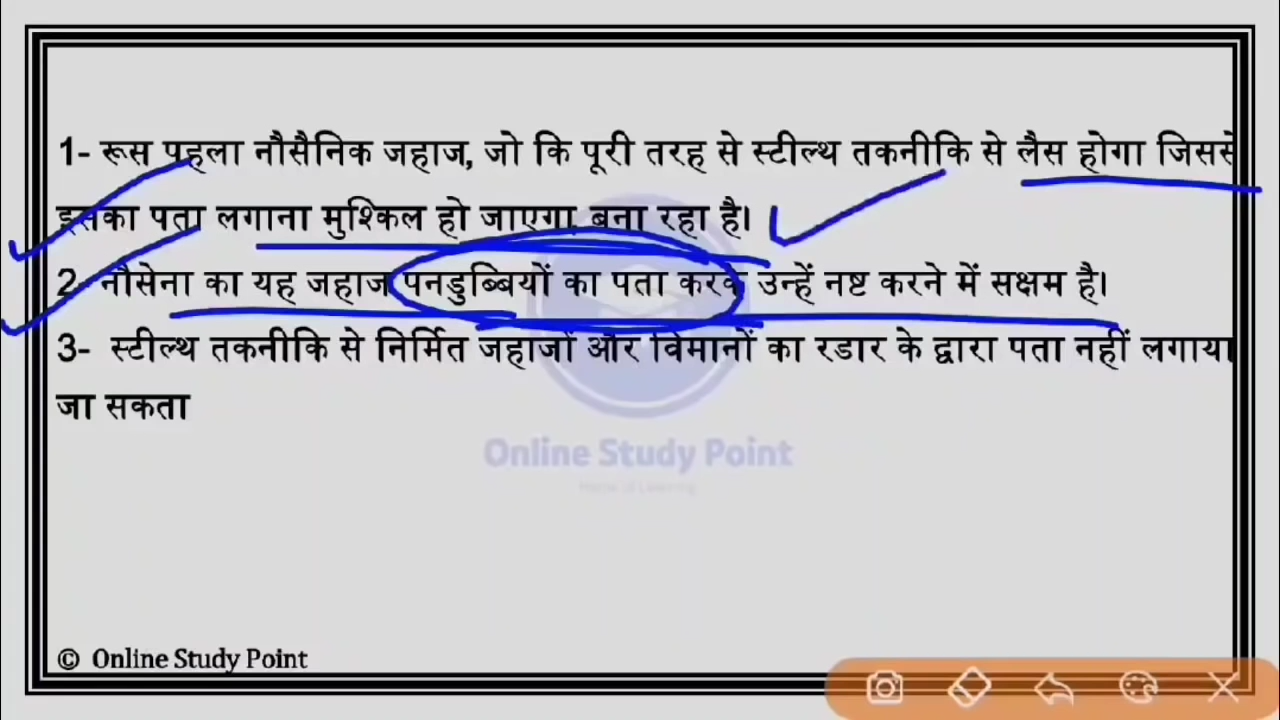 1- रूस पहला नौसैनिक जहाज, जो कि पूरी तरह से स्टील्थ तकनीकि से लैस होगा जिससे
इसका पता लगाना मुश्किल हो जाएगा बना रहा है।
2- नौसेना का यह जहाज पनडुब्बियों का पता करके उन्हें नष्ट करने में सक्षम है।
3- स्टील्थ तकनीकि से निर्मित जहाजों और विमानों का रडार के द्वारा पता नहीं लगाया
जा सकता
Online Study Point
© Online Study Point